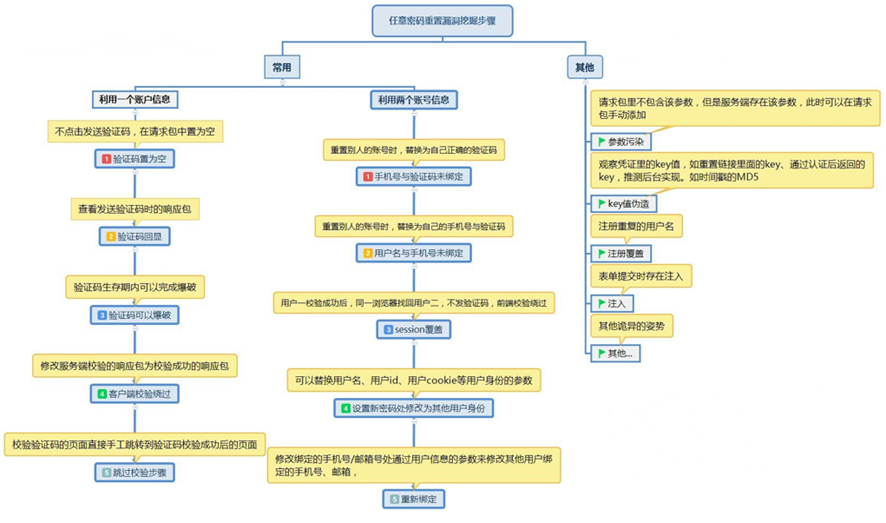 任意密码重置漏洞挖掘步骤
常用
利用一个账户信息
不点击发送验证码，在请求包中置为空
1 验证码置为空
查看发送验证码时的响应包
2 验证码回显
验证码生存期内可以完成爆破
3 验证码可以爆破
修改服务端校验的响应包为校验成功的响应包
4 客户端校验绕过
校验验证码的页面直接手工跳转到验证码校验成功后的页面
5 跳过校验步骤
利用两个账号信息
重置别人的账号时，替换为自己正确的验证码
1 手机号与验证码未绑定
重置别人的账号时，替换为自己的手机号与验证码
2 用户名与手机号未绑定
用户一校验成功后，同一浏览器找回用户二，不发验证码，前端校验绕过
3 session覆盖
可以替换用户名、用户id、用户cookie等用户身份的参数
4 设置新密码处修改为其他用户身份
修改绑定的手机号/邮箱号处通过用户信息的参数来修改其他用户绑
定的手机号、邮箱，
5 重新绑定
其他
请求包里不包含该参数，但是服务端存在该参数，此时可以在请求
包手动添加
参数污染
观察凭证里的key值，如重置链接里面的key、通过认证后返回的
key，推测后台实现。如时间戳的MD5
key值伪造
注册重复的用户名
注册覆盖
表单提交时存在注入
注入
其他诡异的姿势
其他...